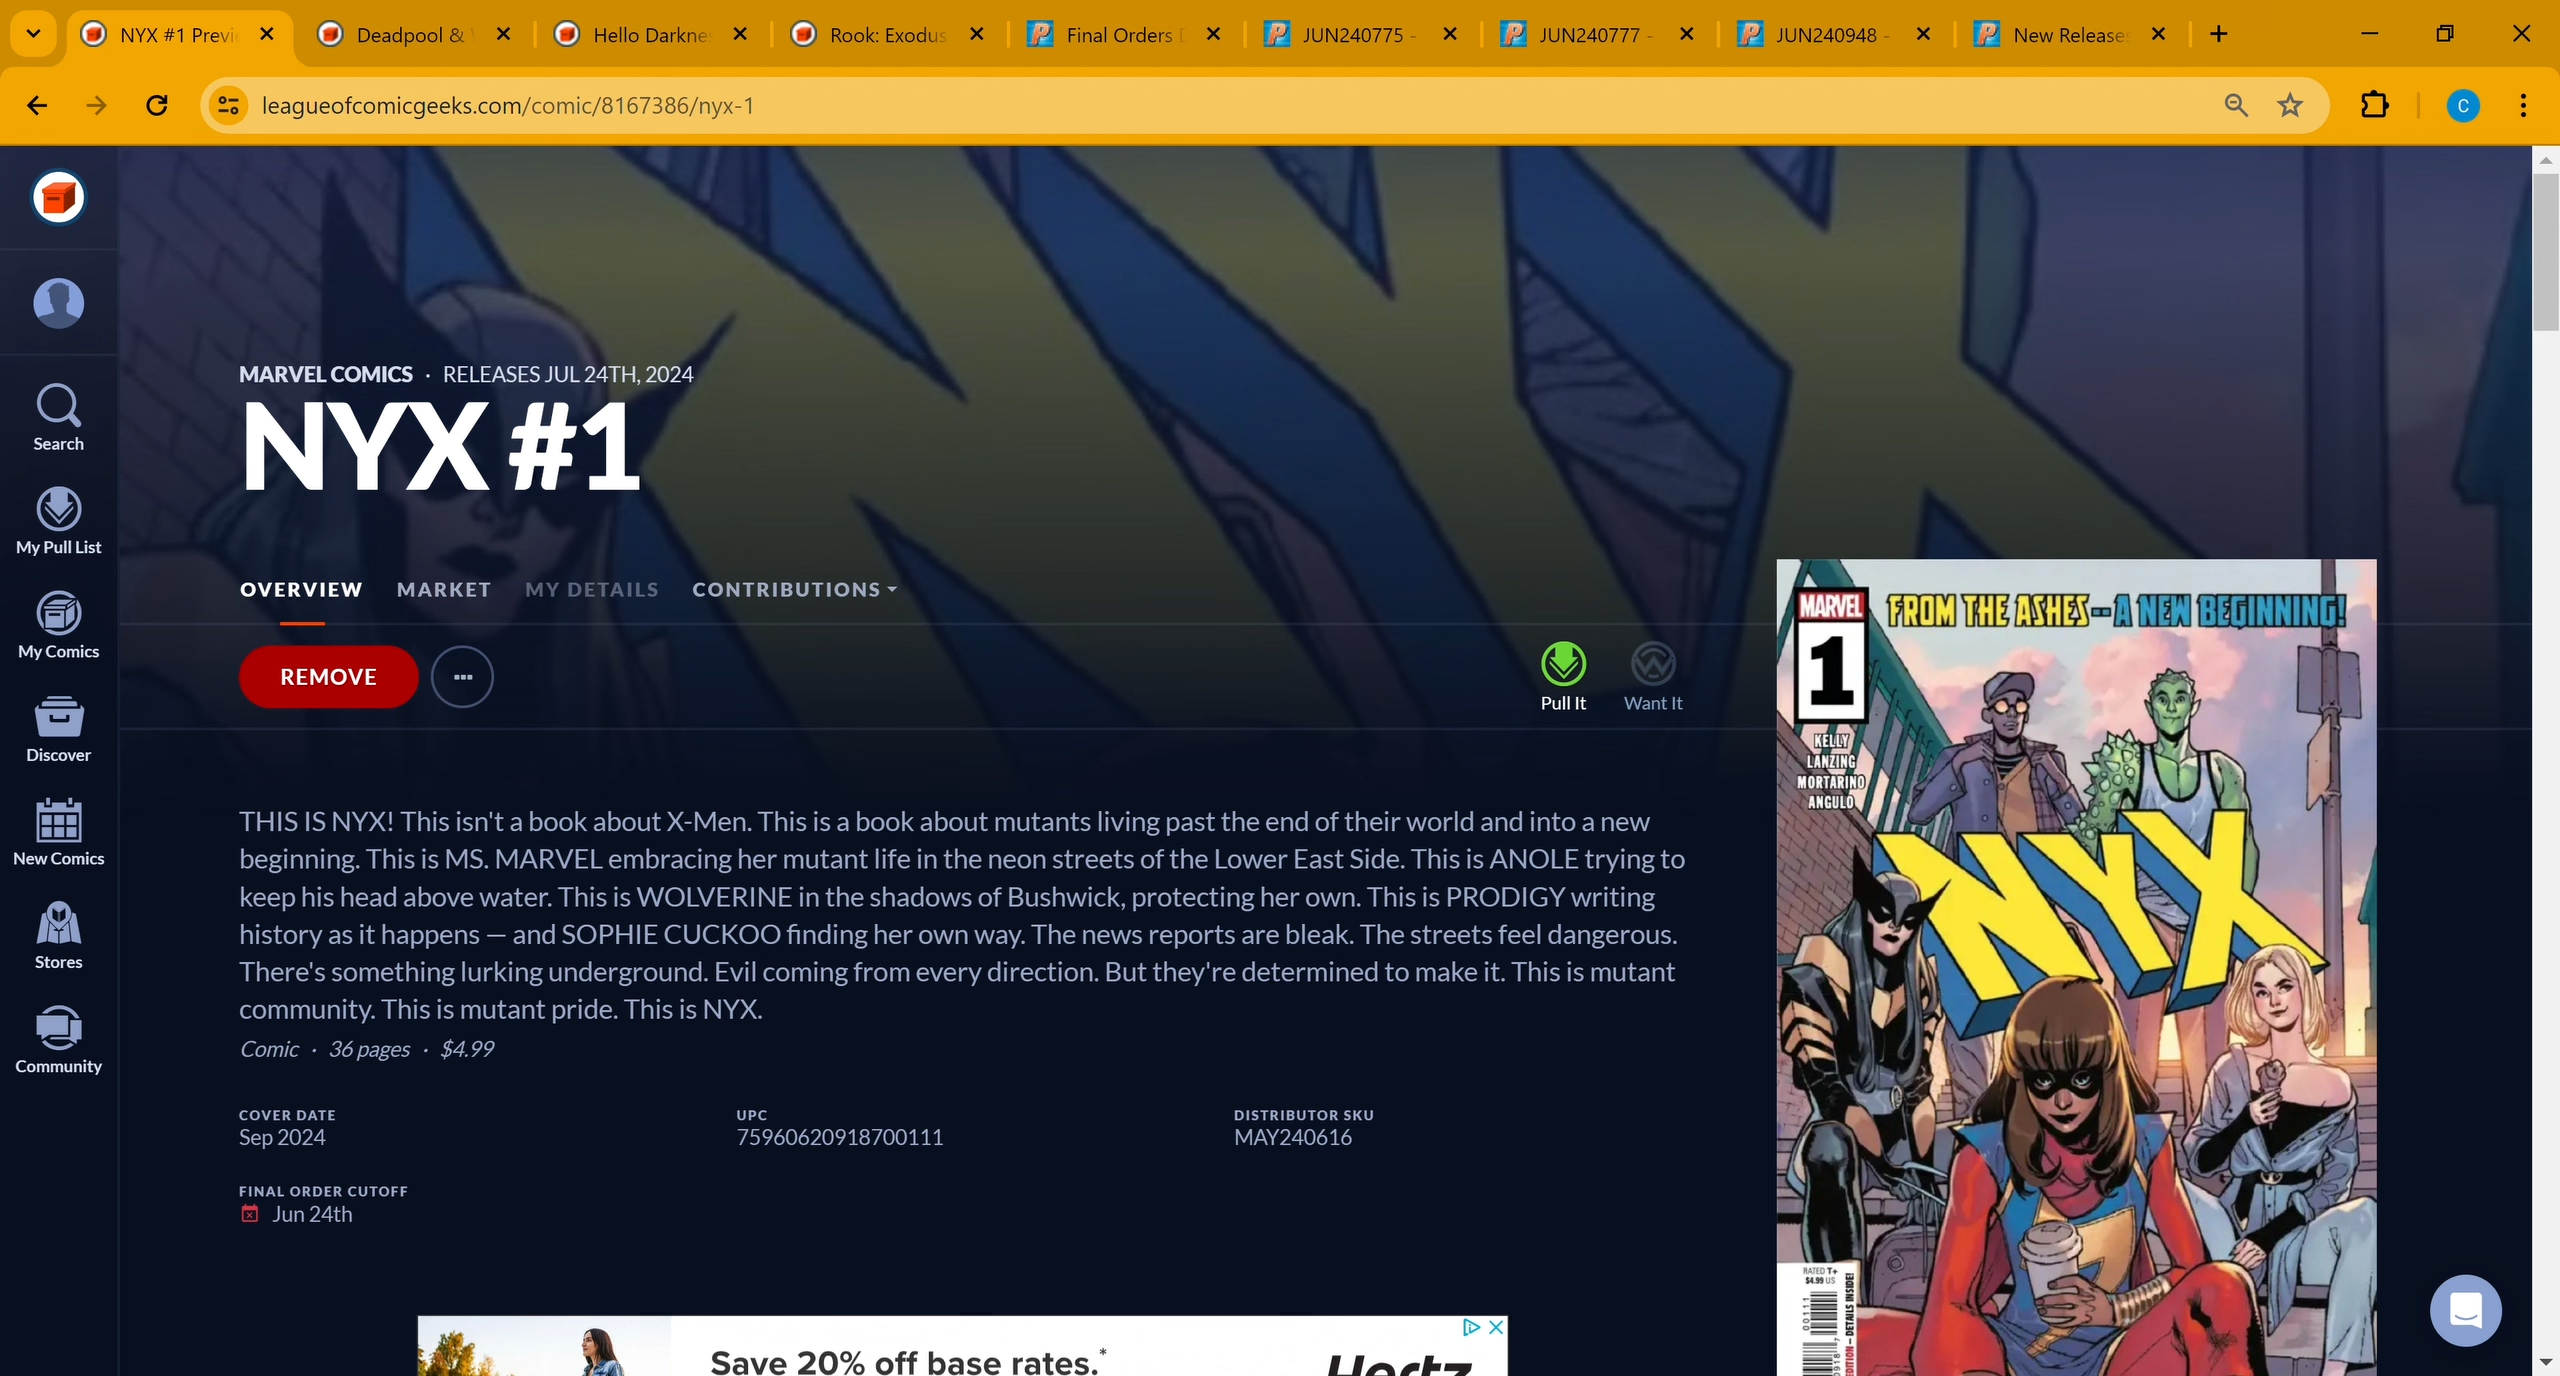 NYX #1 Previ
Deadpool &
Hello Darkne
Rook: Exodus
Final Orders D
JUN240775 -
JUN240777 -
JUN240948 -
New Release
leagueofcomicgeeks.com/comic/8167386/nyx-1
C
Search
My Pull List
My Comics
Discover
New Comics
Stores
Community
MARVEL COMICS · RELEASES JUL 24TH, 2024
NYX #1
OVERVIEW MARKET MY DETAILS CONTRIBUTIONS
REMOVE
Pull It
Want It
THIS IS NYX! This isn't a book about X-Men. This is a book about mutants living past the end of their world and into a new
beginning. This is MS. MARVEL embracing her mutant life in the neon streets of the Lower East Side. This is ANOLE trying to
keep his head above water. This is WOLVERINE in the shadows of Bushwick, protecting her own. This is PRODIGY writing
history as it happens — and SOPHIE CUCKOO finding her own way. The news reports are bleak. The streets feel dangerous.
There's something lurking underground. Evil coming from every direction. But they're determined to make it. This is mutant
community. This is mutant pride. This is NYX.
Comic · 36 pages · $4.99
COVER DATE
Sep 2024
UPC
75960620918700111
DISTRIBUTOR SKU
MAY240616
FINAL ORDER CUTOFF
Jun 24th
Save 20% off base rates.*
Hertz
MARVEL
1
FROM THE ASHES--A NEW BEGINNING!
KELLY
LANZING
MORTARINO
ANGULO
NYX
RATED T+
$4.99 US
00111
EDITION – DETAILS INSIDE!